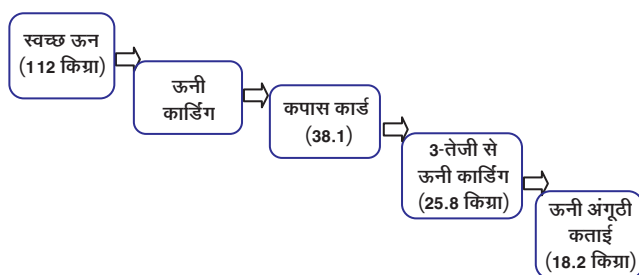 स्वच्छ ऊन
(112 किग्रा)
ऊनी
कार्डिंग
कपास कार्ड
(38.1)
3-तेजी से
ऊनी कार्डिंग
(25.8 किग्रा)
ऊनी अंगूठी
कताई
(18.2 किग्रा)